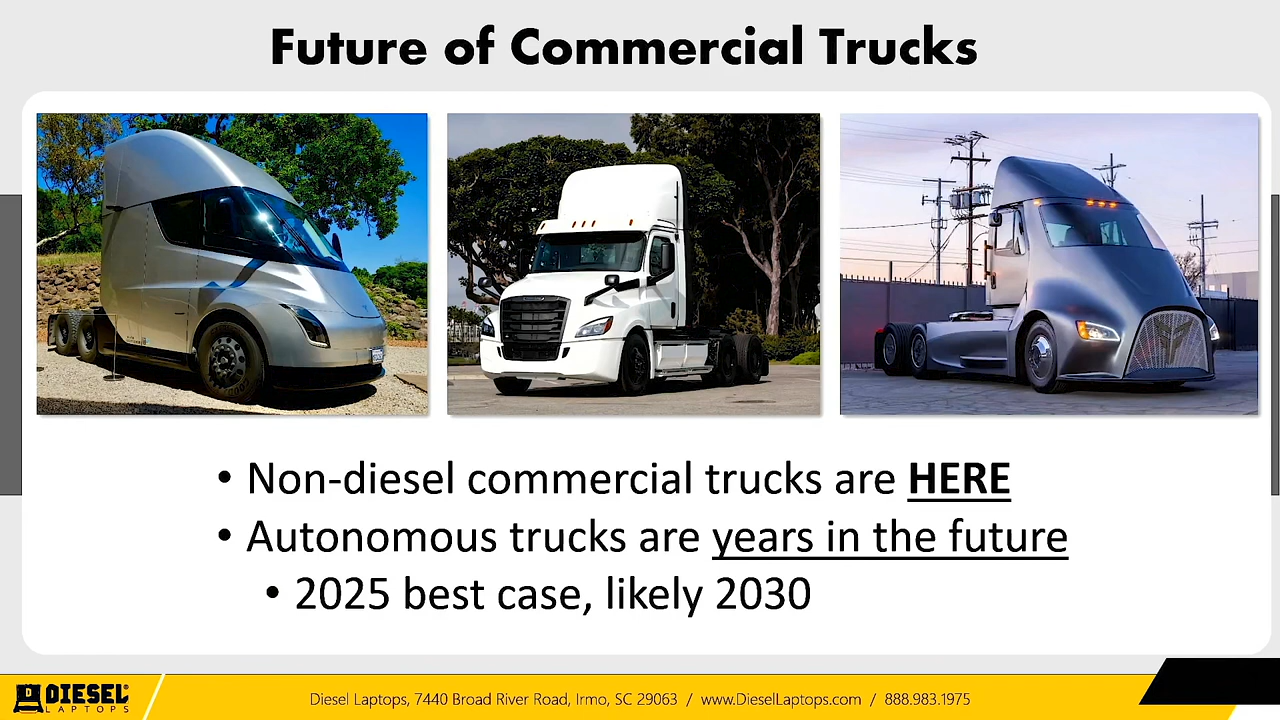 Future of Commercial Trucks
• Non-diesel commercial trucks are HERE
• Autonomous trucks are years in the future
• 2025 best case, likely 2030
DIESEL
LAPTOPS
Diesel Laptops, 7440 Broad River Road, Irmo, SC 29063 / www.DieselLaptops.com / 888.983.1975